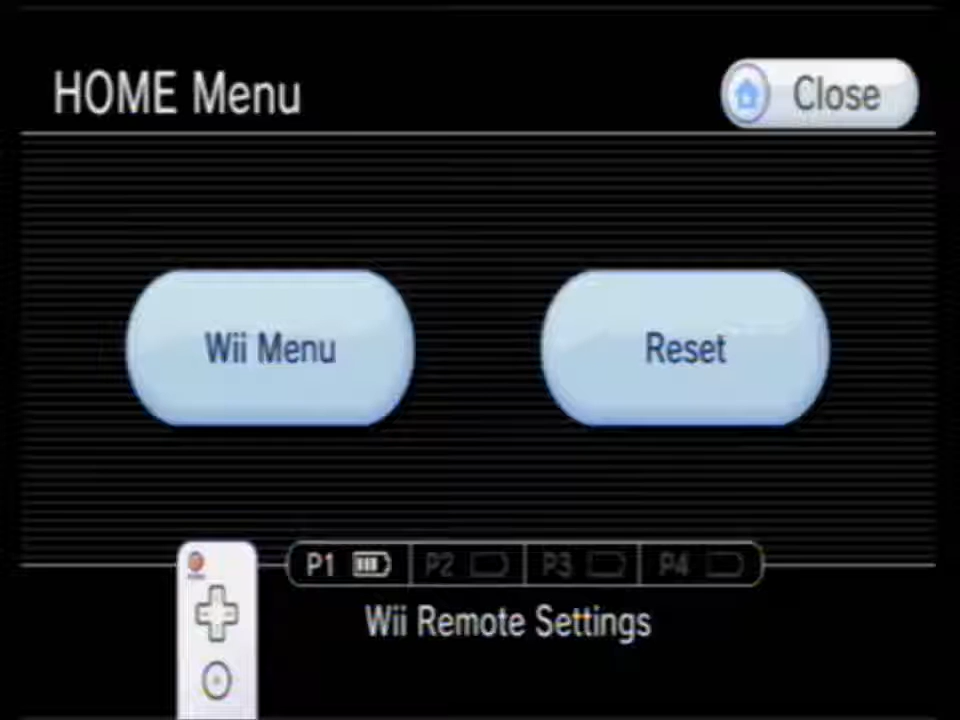 HOME Menu
Close
Wii Menu
Reset
P1 P2 P3 P4
Wii Remote Settings